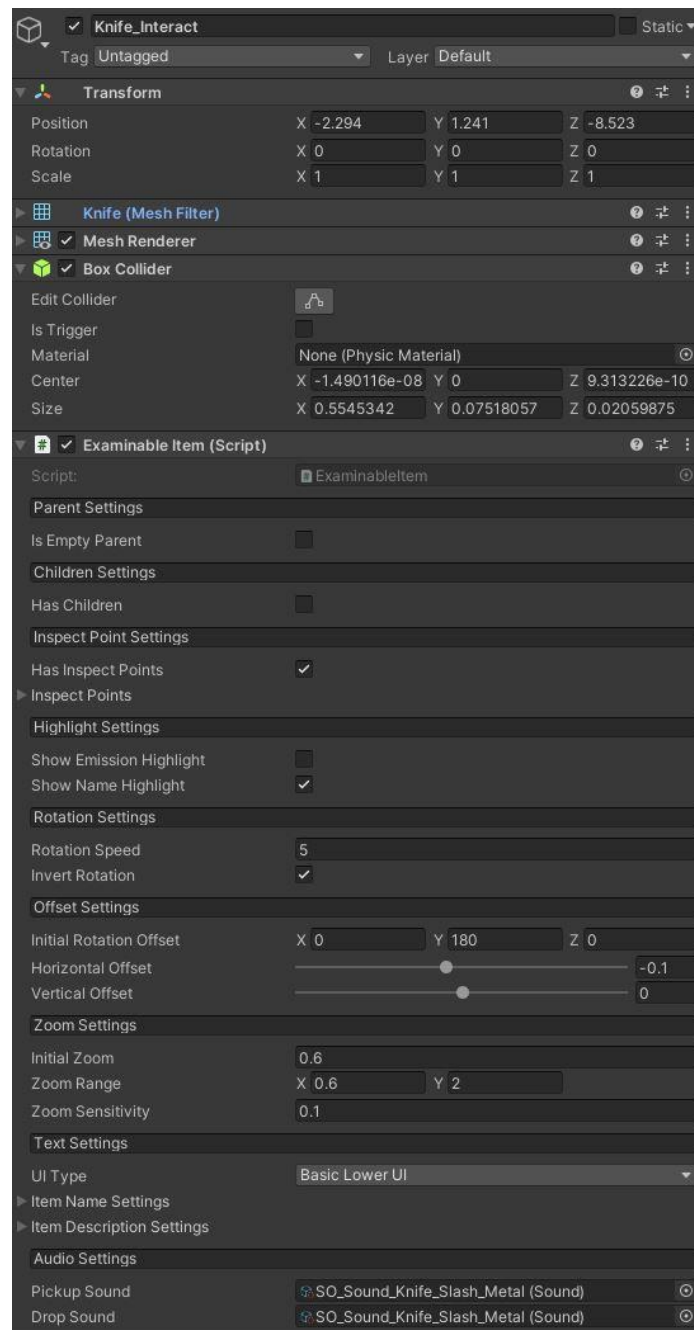 Knife_Interact Static
Tag Untagged Layer Default
Transform
Position X -2.294 Y 1.241 Z -8.523
Rotation X 0 Y 0 Z 0
Scale X 1 Y 1 Z 1
Knife (Mesh Filter)
Mesh Renderer
Box Collider
Edit Collider
Is Trigger
Material None (Physic Material)
Center X -1.490116e-08 Y 0 Z 9.313226e-10
Size X 0.5545342 Y 0.07518057 Z 0.02059875
# Examinable Item (Script)
Script: ExaminableItem
Parent Settings
Is Empty Parent
Children Settings
Has Children
Inspect Point Settings
Has Inspect Points
Inspect Points
Highlight Settings
Show Emission Highlight
Show Name Highlight
Rotation Settings
Rotation Speed 5
Invert Rotation
Offset Settings
Initial Rotation Offset X 0 Y 180 Z 0
Horizontal Offset -0.1
Vertical Offset 0
Zoom Settings
Initial Zoom 0.6
Zoom Range X 0.6 Y 2
Zoom Sensitivity 0.1
Text Settings
UI Type Basic Lower UI
Item Name Settings
Item Description Settings
Audio Settings
Pickup Sound SO_Sound_Knife_Slash_Metal (Sound)
Drop Sound SO_Sound_Knife_Slash_Metal (Sound)